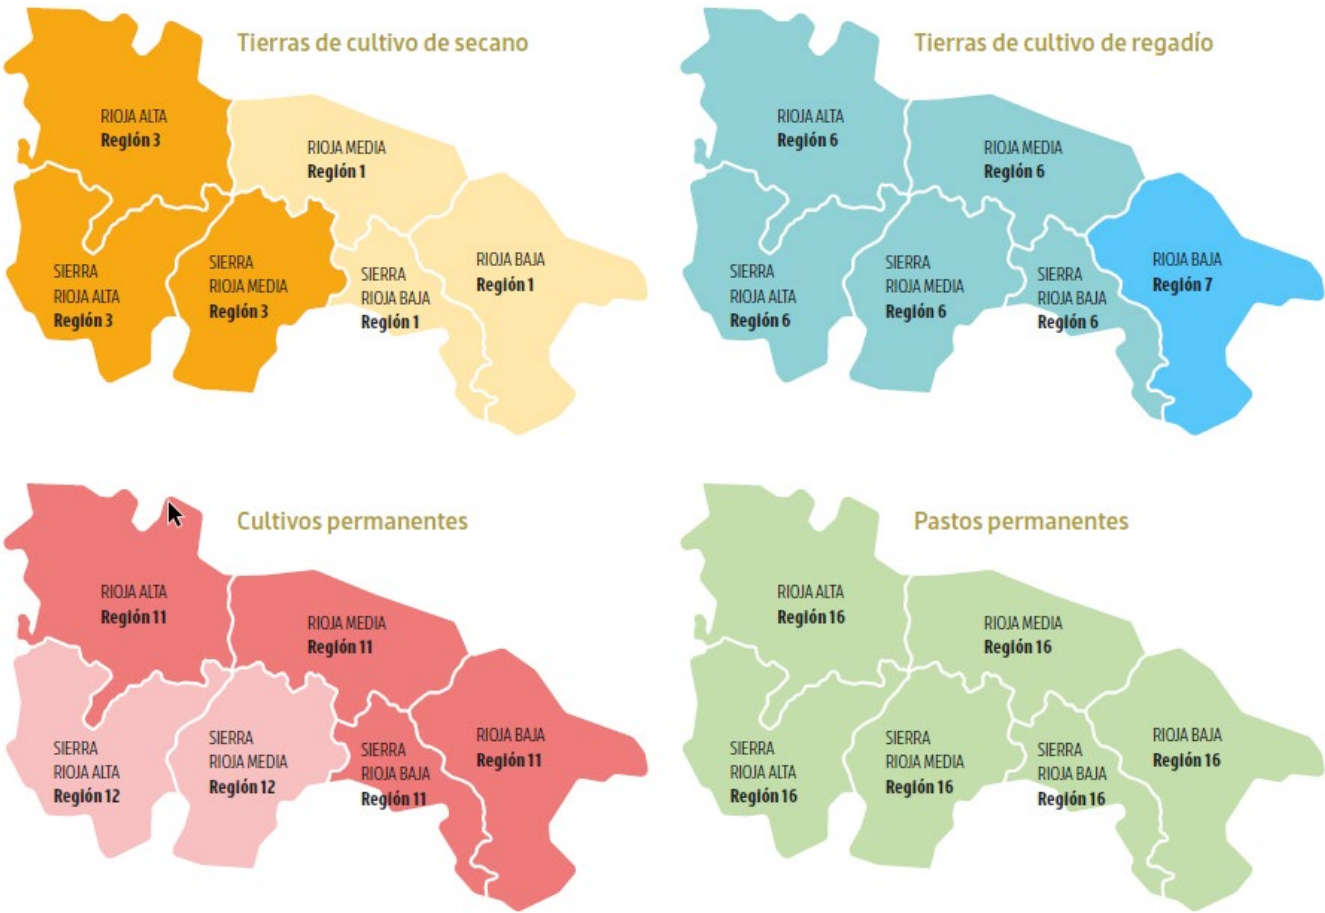 Tierras de cultivo de secano
RIOJA ALTA
Región 3
RIOJA MEDIA
Región 1
RIOJA BAJA
Región 1
SIERRA
RIOJA ALTA
Región 3
SIERRA
RIOJA MEDIA
Región 3
SIERRA
RIOJA BAJA
Región 1
Tierras de cultivo de regadío
RIOJA ALTA
Región 6
RIOJA MEDIA
Región 6
RIOJA BAJA
Región 7
SIERRA
RIOJA ALTA
Región 6
SIERRA
RIOJA MEDIA
Región 6
SIERRA
RIOJA BAJA
Región 6
Cultivos permanentes
RIOJA ALTA
Región 11
RIOJA MEDIA
Región 11
RIOJA BAJA
Región 11
SIERRA
RIOJA ALTA
Región 12
SIERRA
RIOJA MEDIA
Región 12
SIERRA
RIOJA BAJA
Región 11
Pastos permanentes
RIOJA ALTA
Región 16
RIOJA MEDIA
Región 16
RIOJA BAJA
Región 16
SIERRA
RIOJA ALTA
Región 16
SIERRA
RIOJA MEDIA
Región 16
SIERRA
RIOJA BAJA
Región 16